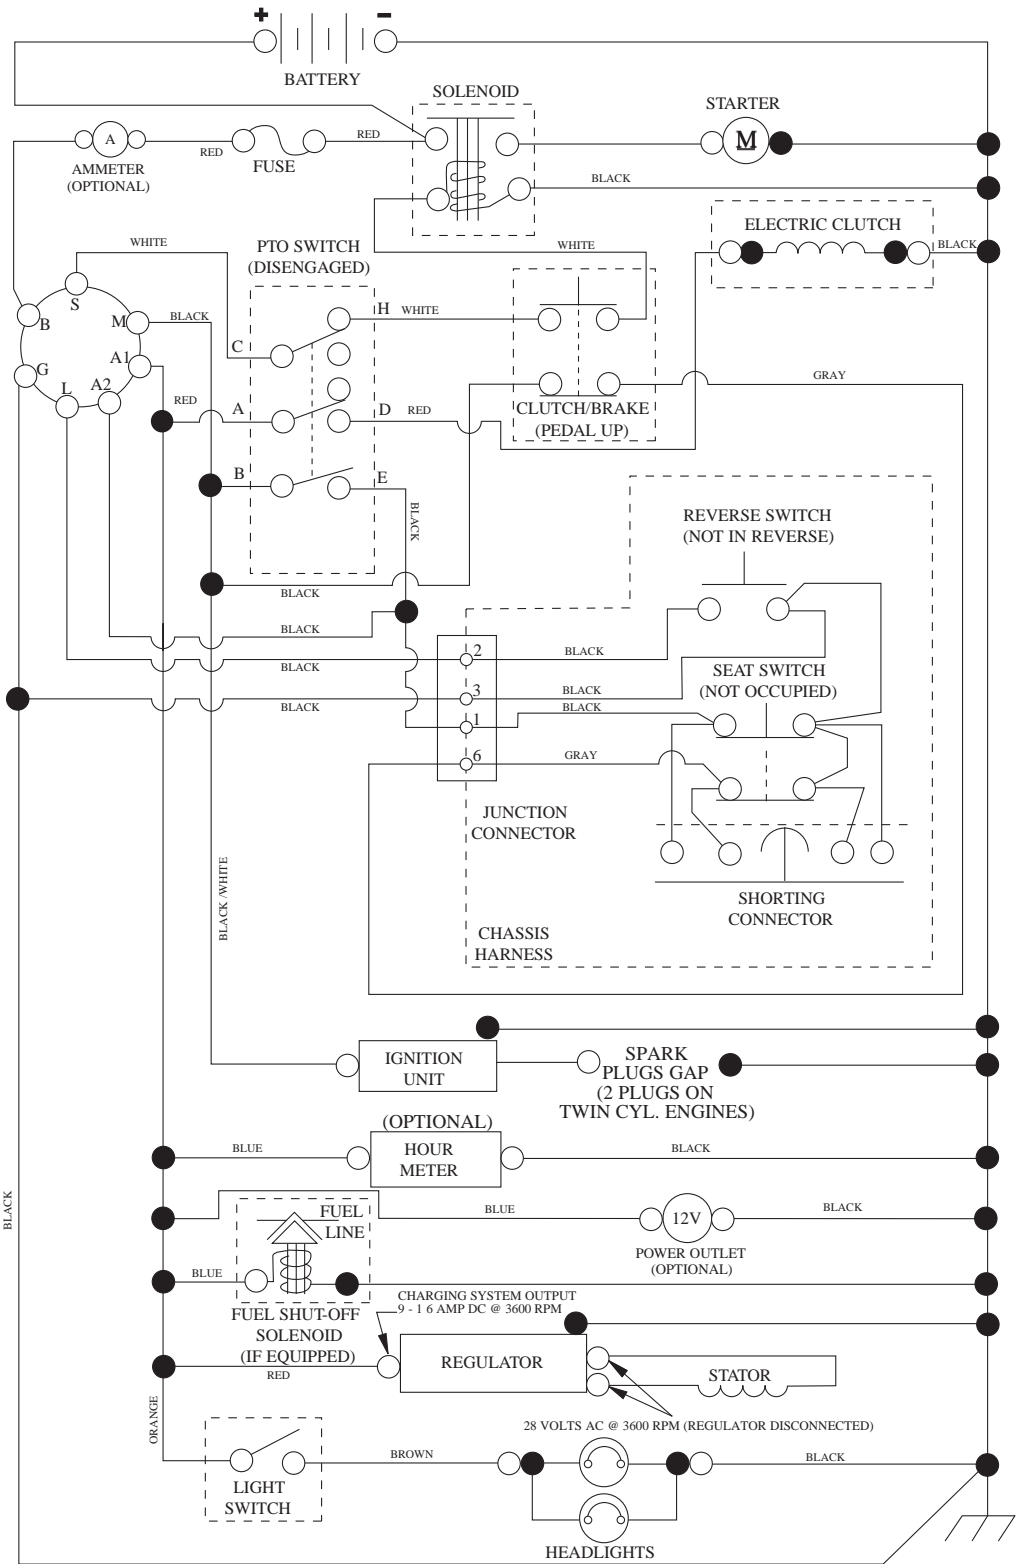 +
-
BATTERY
SOLENOID
STARTER
A
RED
FUSE
RED
M
AMMETER
(OPTIONAL)
BLACK
ELECTRIC CLUTCH
WHITE
PTO SWITCH
(DISENGAGED)
WHITE
BLACK
S
B
M
BLACK
H
WHITE
C
A1
G
L
A2
RED
A
D
RED
GRAY
CLUTCH/BRAKE
(PEDAL UP)
B
E
BLACK
REVERSE SWITCH
(NOT IN REVERSE)
BLACK
BLACK
2
BLACK
BLACK
SEAT SWITCH
(NOT OCCUPIED)
3
BLACK
BLACK
BLACK
1
6
GRAY
JUNCTION
CONNECTOR
BLACK /WHITE
SHORTING
CONNECTOR
CHASSIS
HARNESS
IGNITION
UNIT
SPARK
PLUGS GAP
(2 PLUGS ON
TWIN CYL. ENGINES)
(OPTIONAL)
BLUE
HOUR
METER
BLACK
BLACK
FUEL
LINE
BLUE
12V
BLACK
POWER OUTLET
(OPTIONAL)
BLUE
CHARGING SYSTEM OUTPUT
9 - 1 6 AMP DC @ 3600 RPM
FUEL SHUT-OFF
SOLENOID
(IF EQUIPPED)
RED
REGULATOR
STATOR
28 VOLTS AC @ 3600 RPM (REGULATOR DISCONNECTED)
ORANGE
BROWN
BLACK
LIGHT
SWITCH
HEADLIGHTS